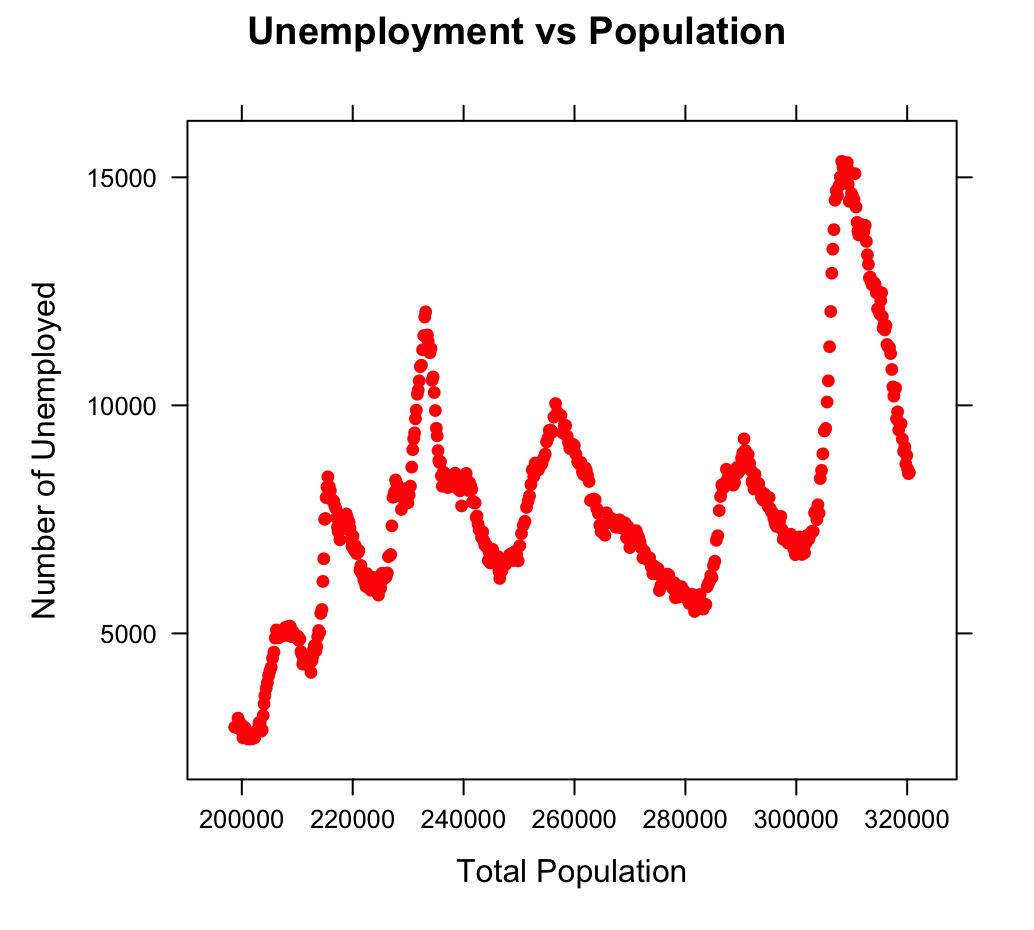 Unemployment vs Population
15000
10000
5000
Number of Unemployed
200000 220000 240000 260000 280000 300000 320000
Total Population